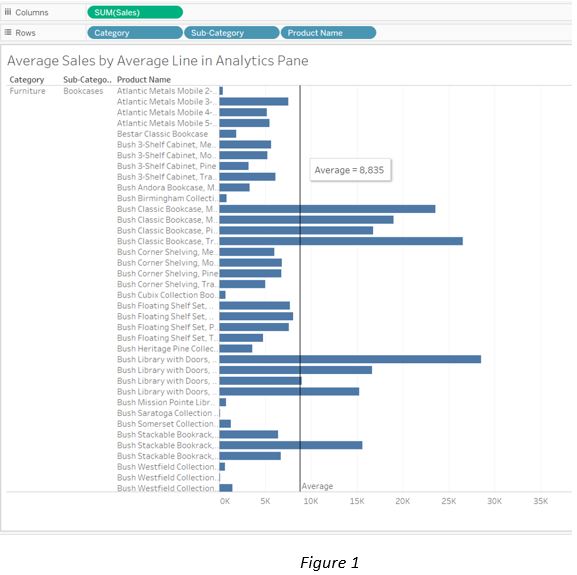 Columns SUM(Sales)
Rows Category Sub-Category Product Name
Average Sales by Average Line in Analytics Pane
Category Sub-Catego.. Product Name
Furniture Bookcases Atlantic Metals Mobile 2-..
Atlantic Metals Mobile 3-..
Atlantic Metals Mobile 4-..
Atlantic Metals Mobile 5-..
Bestar Classic Bookcase
Bush 3-Shelf Cabinet, Me..
Bush 3-Shelf Cabinet, Mo..
Bush 3-Shelf Cabinet, Pine
Average = 8,835
Bush 3-Shelf Cabinet, Tra..
Bush Andora Bookcase, M..
Bush Birmingham Collecti..
Bush Classic Bookcase, M..
Bush Classic Bookcase, M..
Bush Classic Bookcase, Pi..
Bush Classic Bookcase, Tr..
Bush Corner Shelving, Me..
Bush Corner Shelving, Mo..
Bush Corner Shelving, Pine
Bush Corner Shelving, Tra..
Bush Cubix Collection Boo..
Bush Floating Shelf Set, ..
Bush Floating Shelf Set, ..
Bush Floating Shelf Set, P..
Bush Floating Shelf Set, T..
Bush Heritage Pine Collec..
Bush Library with Doors, ..
Bush Library with Doors, ..
Bush Library with Doors, ..
Bush Library with Doors, ..
Bush Mission Pointe Libr..
Bush Saratoga Collection ..
Bush Somerset Collection..
Bush Stackable Bookrack,..
Bush Stackable Bookrack,..
Bush Stackable Bookrack,..
Bush Westfield Collection..
Bush Westfield Collection..
Bush Westfield Collection..
Average
0K 5K 10K 15K 20K 25K 30K 35K
Figure 1